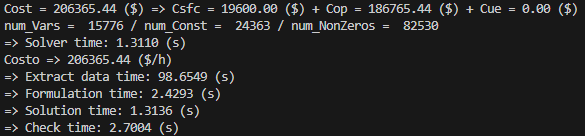 Cost = 206365.44 ($) => Csfc = 19600.00 ($) + Cop = 186765.44 ($) + Cue = 0.00 ($)
num_Vars =  15776 / num_Const =  24363 / num_NonZeros =  82530
=> Solver time: 1.3110 (s)
Costo => 206365.44 ($/h)
=> Extract data time: 98.6549 (s)
=> Formulation time: 2.4293 (s)
=> Solution time: 1.3136 (s)
=> Check time: 2.7004 (s)